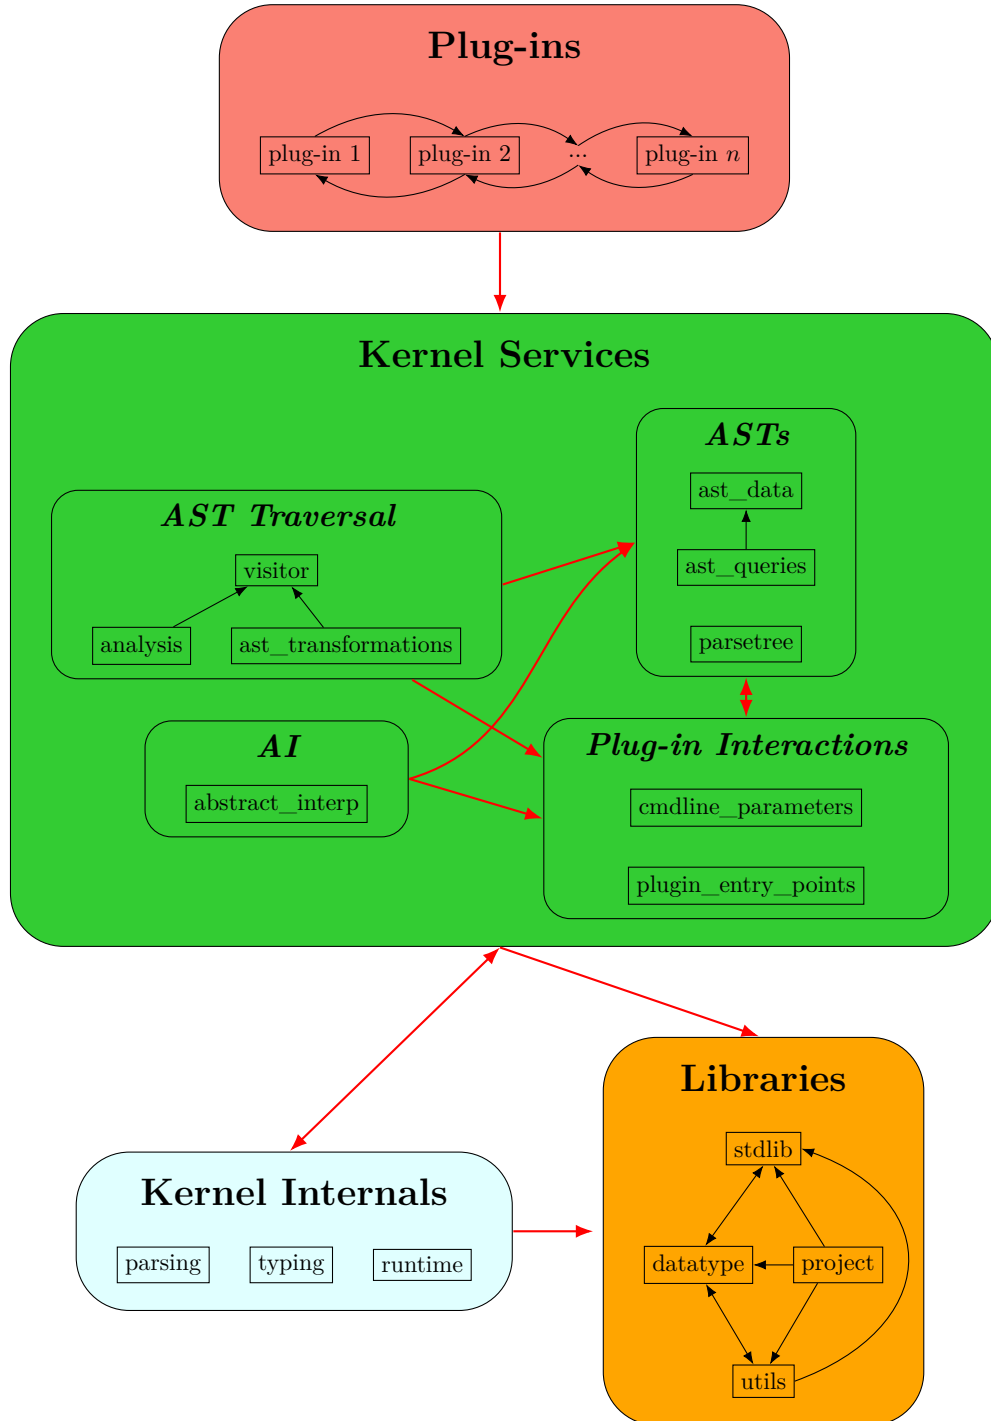 Plug-ins
plug-in 1
plug-in 2
...
plug-in n
Kernel Services
ASTs
ast_data
AST Traversal
visitor
ast_queries
analysis
ast_transformations
parsetree
AI
Plug-in Interactions
abstract_interp
cmdline_parameters
plugin_entry_points
Libraries
stdlib
Kernel Internals
parsing
typing
runtime
datatype
project
utils